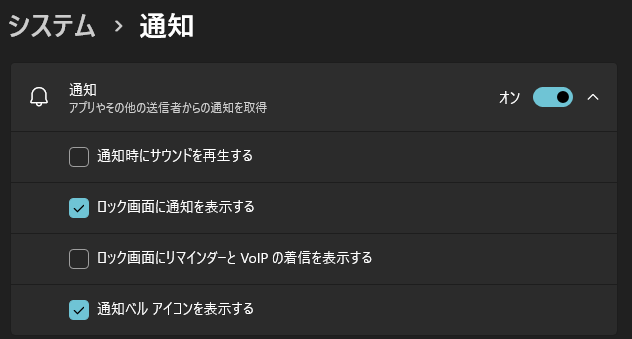 システム › 通知
通知
アプリやその他の送信者からの通知を取得
オン
通知時にサウンドを再生する
ロック画面に通知を表示する
ロック画面にリマインダーと VoIP の着信を表示する
通知ベル アイコンを表示する